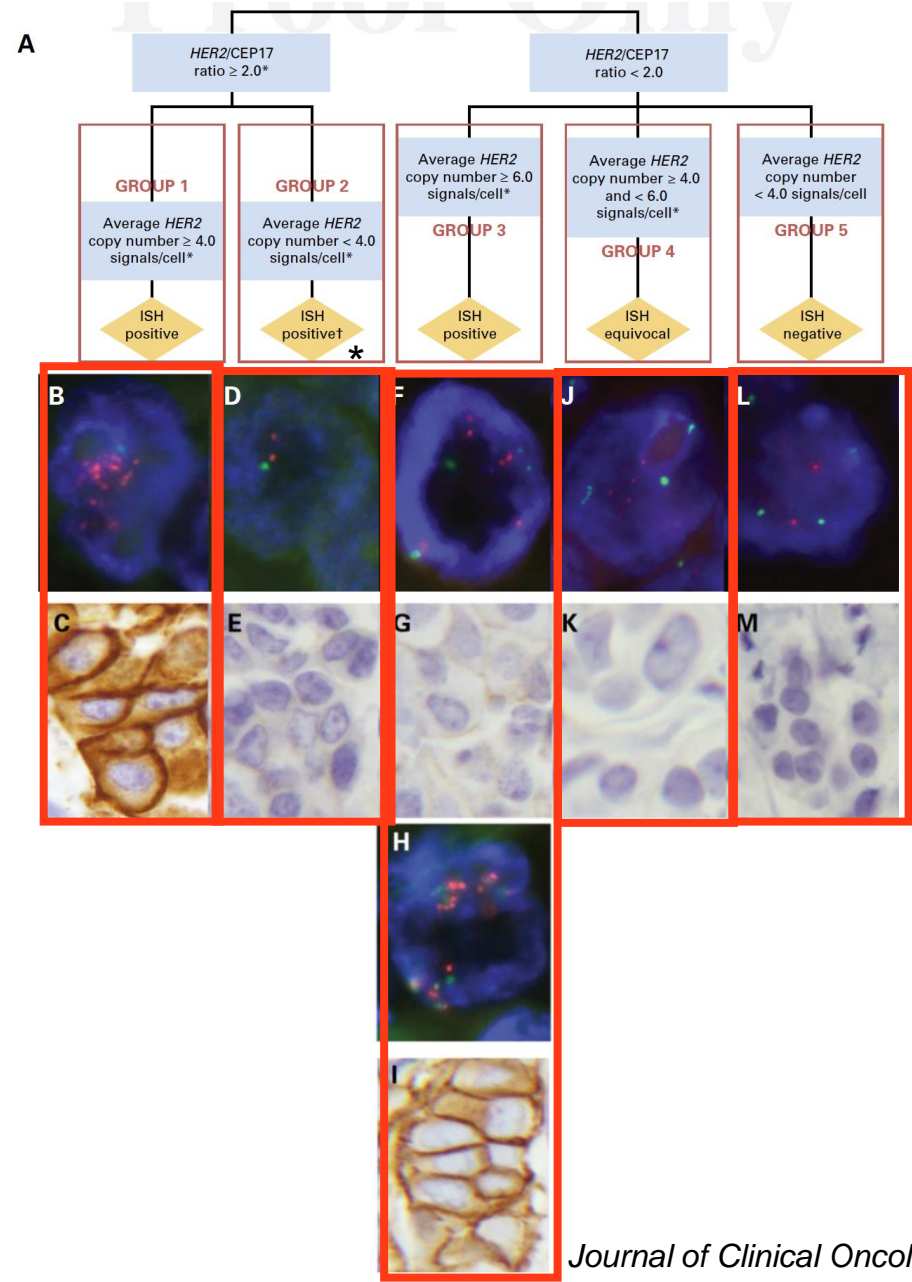 Proof Only
A
HER2/CEP17
ratio ≥ 2.0*
HER2/CEP17
ratio < 2.0
GROUP 1
Average HER2
copy number ≥ 4.0
signals/cell*
ISH
positive
GROUP 2
Average HER2
copy number < 4.0
signals/cell*
ISH
positive†
*
Average HER2
copy number ≥ 6.0
signals/cell*
GROUP 3
ISH
positive
Average HER2
copy number ≥ 4.0
and < 6.0
signals/cell*
GROUP 4
ISH
equivocal
Average HER2
copy number
< 4.0 signals/cell
GROUP 5
ISH
negative
B
D
F
J
L
C
E
G
K
M
H
I
Journal of Clinical Oncol